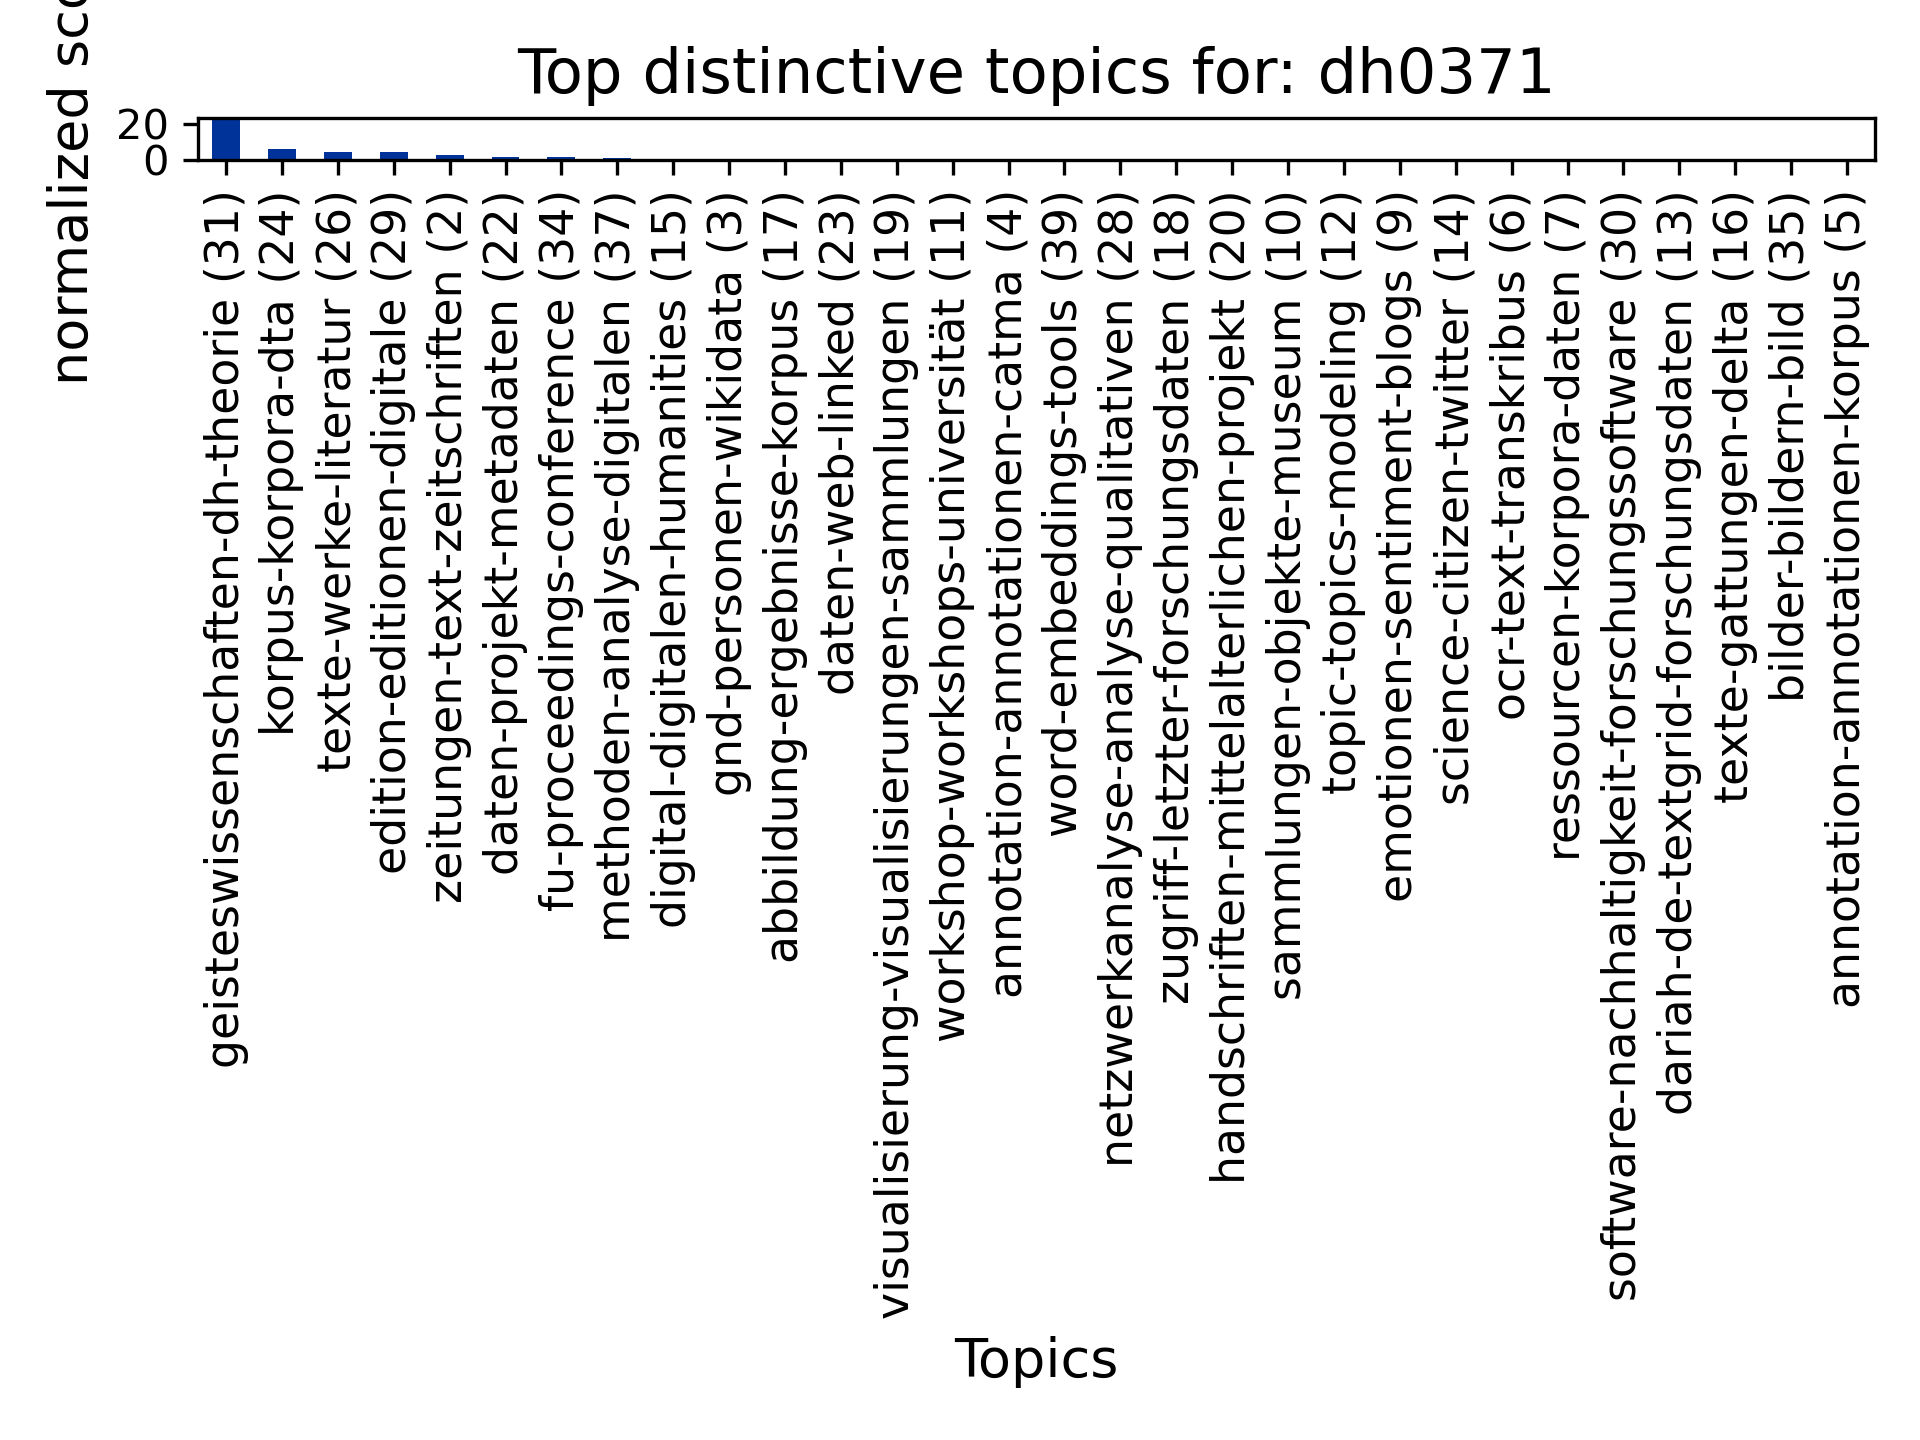 Top distinctive topics for: dh0371
normalized sco
20
0
geisteswissenschaften-dh-theorie (31)
korpus-korpora-dta (24)
texte-werke-literatur (26)
edition-editionen-digitale (29)
zeitungen-text-zeitschriften (2)
daten-projekt-metadaten (22)
fu-proceedings-conference (34)
methoden-analyse-digitalen (37)
digital-digitalen-humanities (15)
gnd-personen-wikidata (3)
abbildung-ergebnisse-korpus (17)
daten-web-linked (23)
visualisierung-visualisierungen-sammlungen (19)
workshop-workshops-universität (11)
annotation-annotationen-catma (4)
word-embeddings-tools (39)
netzwerkanalyse-analyse-qualitativen (28)
zugriff-letzter-forschungsdaten (18)
handschriften-mittelalterlichen-projekt (20)
sammlungen-objekte-museum (10)
topic-topics-modeling (12)
emotionen-sentiment-blogs (9)
science-citizen-twitter (14)
ocr-text-transkribus (6)
ressourcen-korpora-daten (7)
software-nachhaltigkeit-forschungssoftware (30)
dariah-de-textgrid-forschungsdaten (13)
texte-gattungen-delta (16)
bilder-bildern-bild (35)
annotation-annotationen-korpus (5)
Topics